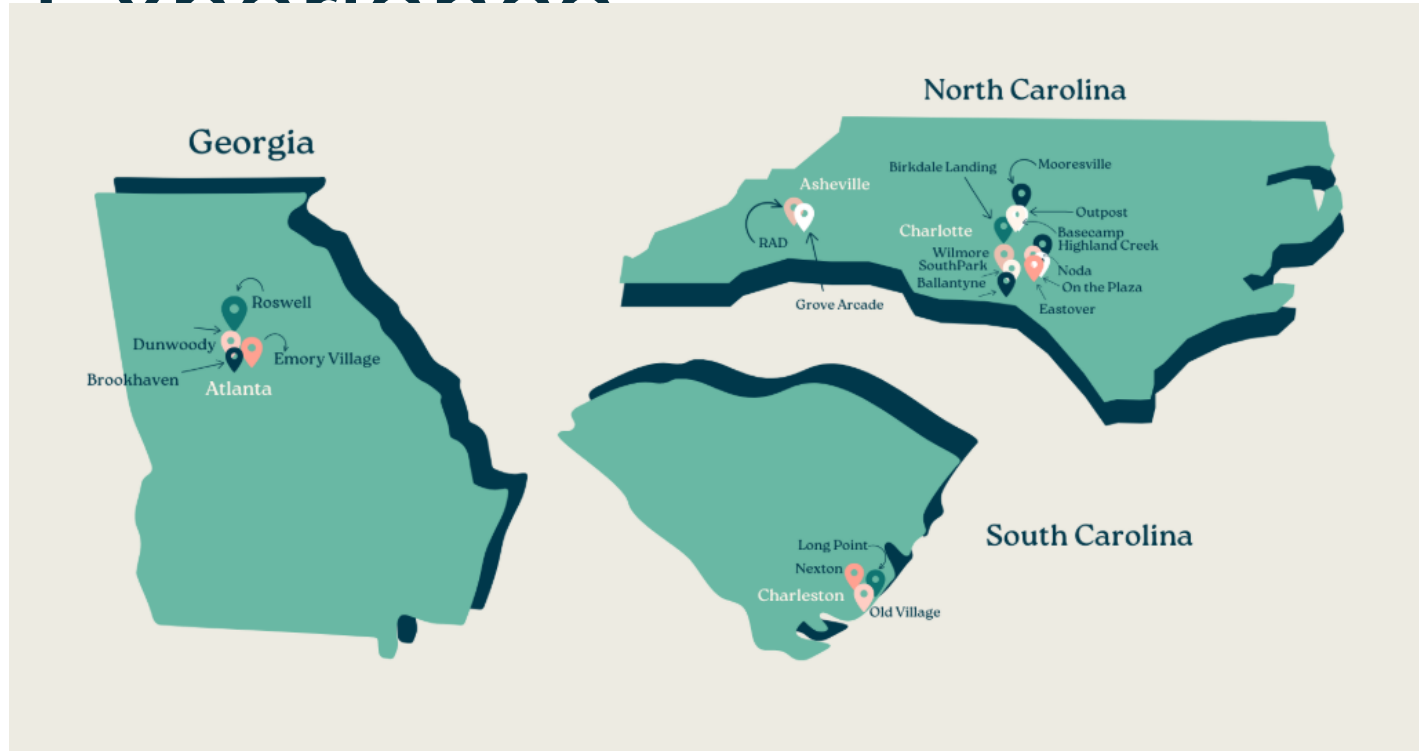 Georgia
Roswell
Dunwoody
Emory Village
Brookhaven
Atlanta
North Carolina
Asheville
RAD
Grove Arcade
Birkdale Landing
Mooresville
Outpost
Charlotte
Basecamp
Highland Creek
Wilmore
SouthPark
Noda
Ballantyne
On the Plaza
Eastover
South Carolina
Long Point
Nexton
Charleston
Old Village